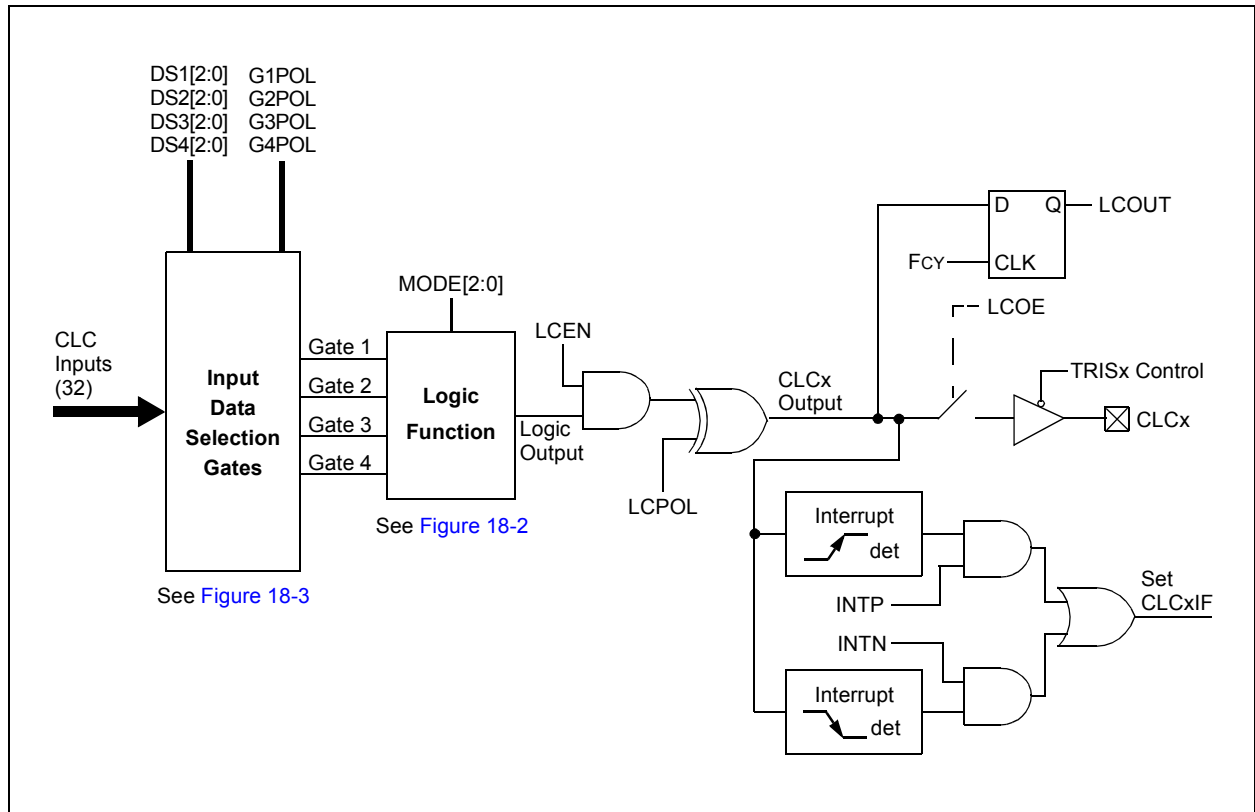 DS1[2:0] G1POL
DS2[2:0] G2POL
DS3[2:0] G3POL
DS4[2:0] G4POL
D Q LCOUT
FCY CLK
MODE[2:0]
LCOE
LCEN
CLC
Inputs
(32)
Gate 1
Gate 2
Gate 3
Gate 4
Input
Data
Selection
Gates
Logic
Function
Logic
Output
CLCx
Output
TRISx Control
CLCx
LCPOL
See Figure 18-2
See Figure 18-3
Interrupt
det
INTP
INTN
Set
CLCxIF
Interrupt
det